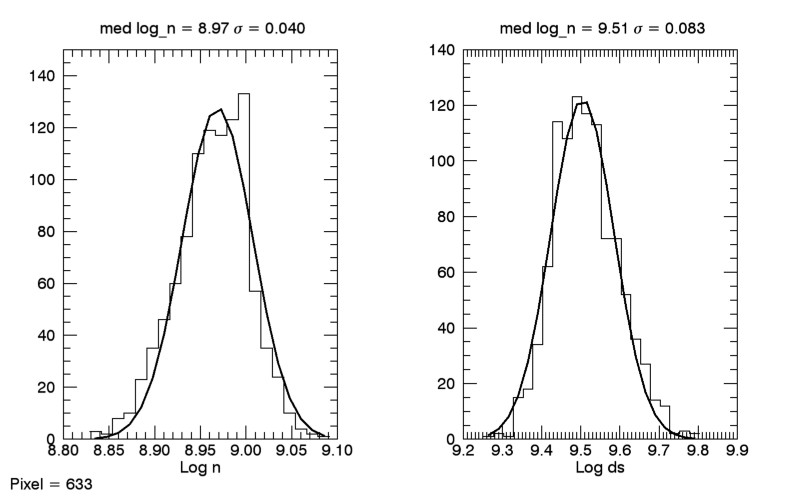 med log_n = 8.97 σ = 0.040
140
120
100
80
60
40
20
0
8.80 8.85 8.90 8.95 9.00 9.05 9.10
Log n
med log_n = 9.51 σ = 0.083
140
120
100
80
60
40
20
0
9.2 9.3 9.4 9.5 9.6 9.7 9.8 9.9
Log ds
Pixel = 633